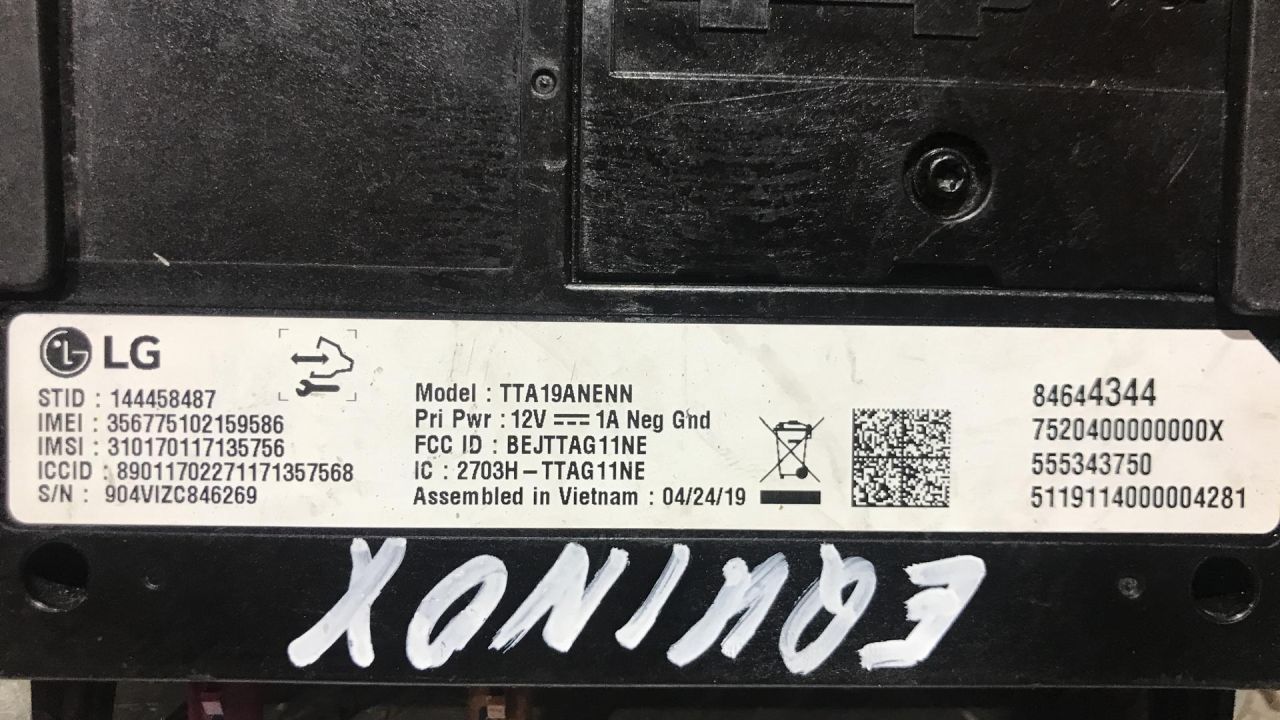 LG
STID : 144458487
IMEI : 356775102159586
IMSI : 310170117135756
ICCID : 89011702271171357568
S/N : 904VIZC846269
Model : TTA19ANENN
Pri Pwr : 12V ⎓ 1A Neg Gnd
FCC ID : BEJTTAG11NE
IC : 2703H-TTAG11NE
Assembled in Vietnam : 04/24/19
84644344
7520400000000X
555343750
5119114000004281
EQUINOX